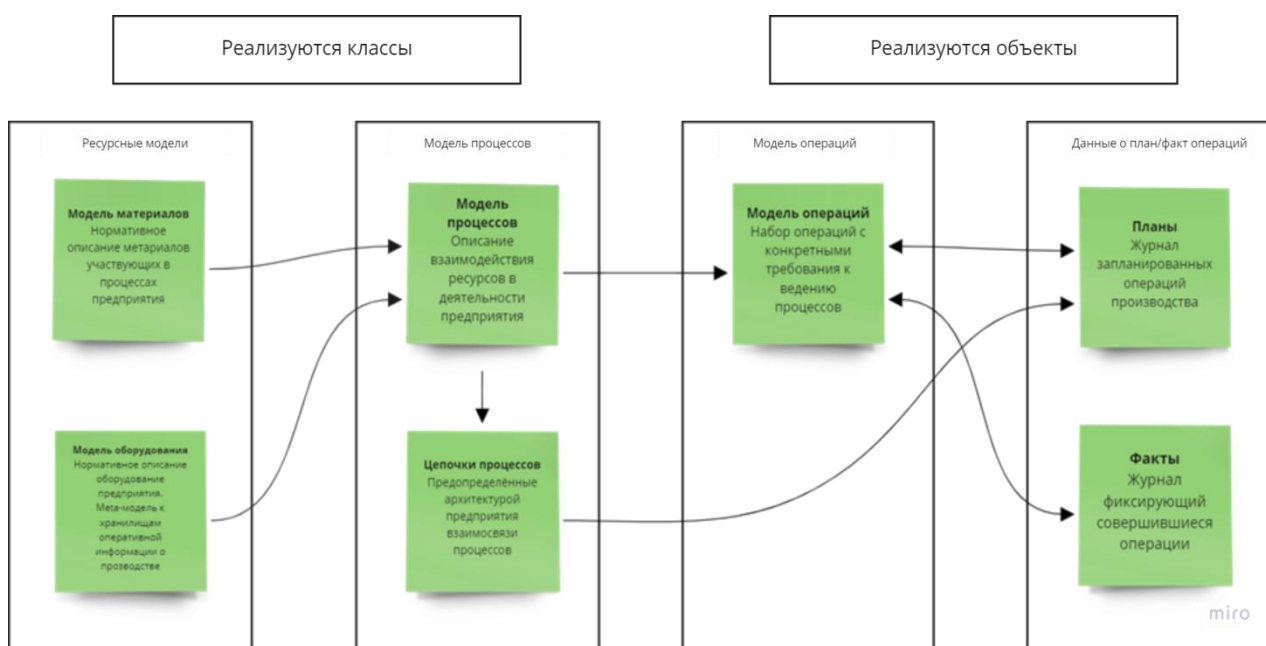 Реализуются классы
Реализуются объекты
Ресурсные модели
Модель материалов
Нормативное
описание метариалов
участвующих в
процессах
предприятия
Модель оборудования
Нормативное описание
оборудование
предприятия.
Meta-модель к
хранилищам
оперативной
информации о
прозводстве
Модель процессов
Модель
процессов
Описание
взаимодействия
ресурсов в
деятельности
предприятия
Цепочки процессов
Предопределённые
архитектурой
предприятия
взаимосвязи
процессов
Модель операций
Модель операций
Набор операций с
конкретными
требования к
ведению
процессов
Данные о план/факт операций
Планы
Журнал
запланированных
операций
производства
Факты
Журнал
фиксирующий
совершившиеся
операции
miro